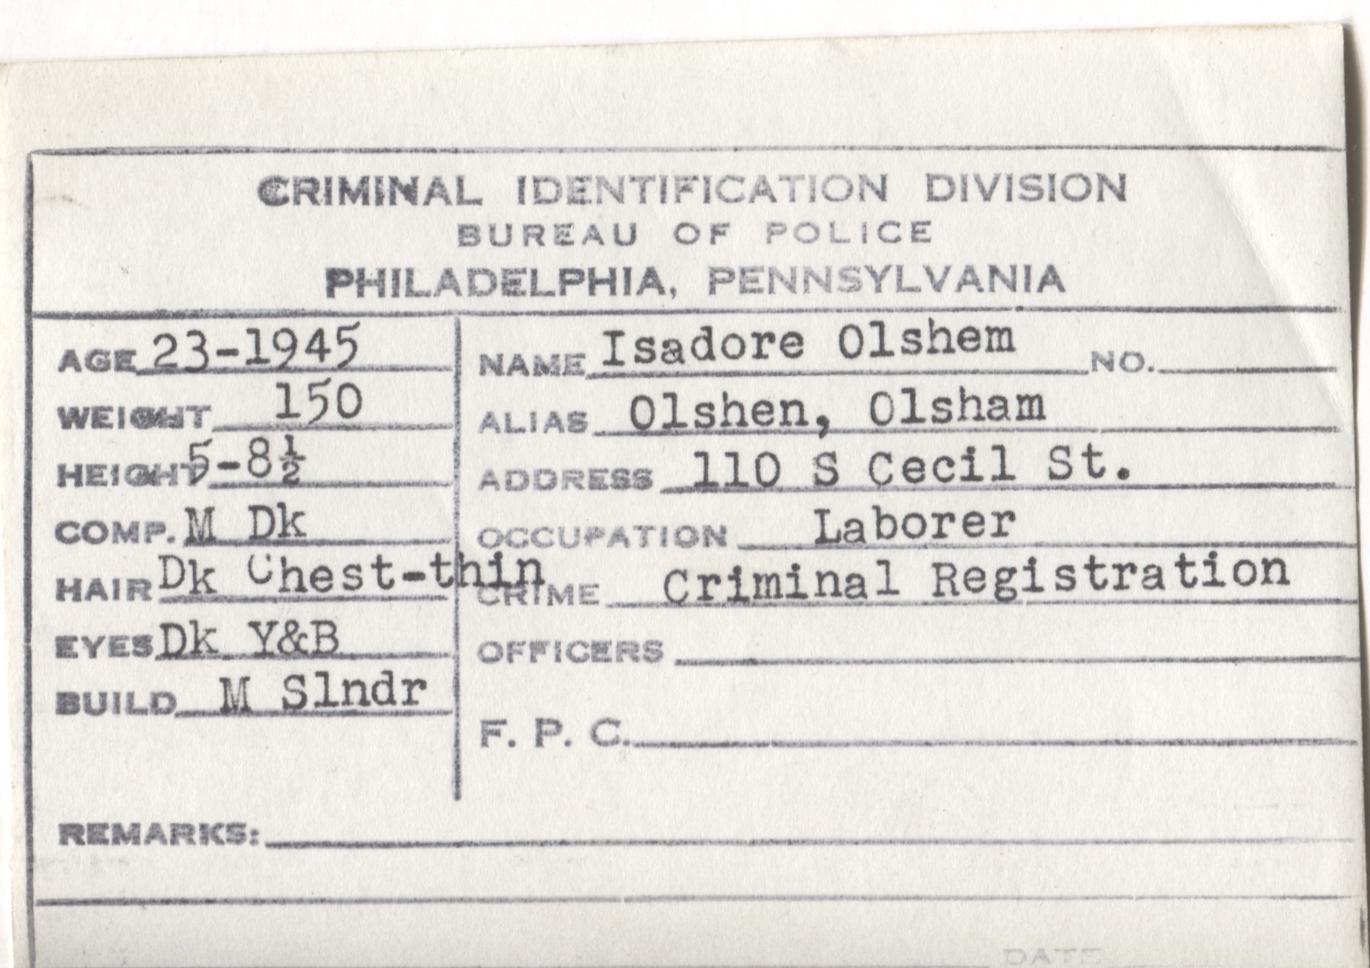 CRIMINAL IDENTIFICATION DIVISION
BUREAU OF POLICE
PHILADELPHIA, PENNSYLVANIA
AGE 23-1945
WEIGHT 150
HEIGHT 5-8½
COMP. M Dk
HAIR Dk Chest-thin
EYES Dk Y&B
BUILD M Slndr
NAME Isadore Olshem NO.
ALIAS Olshen, Olsham
ADDRESS 110 S Cecil St.
OCCUPATION Laborer
CRIME Criminal Registration
OFFICERS
F. P. C.
REMARKS:
DATE